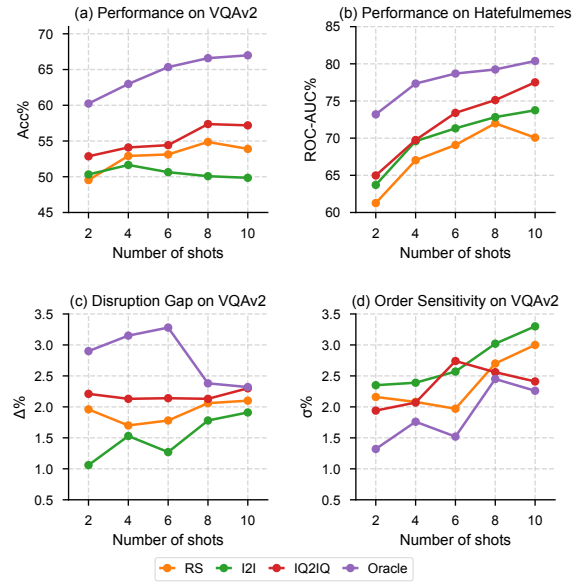 (a) Performance on VQAv2
Acc%
70
65
60
55
50
45
2 4 6 8 10
Number of shots
(b) Performance on Hatefulmemes
ROC-AUC%
85
80
75
70
65
60
2 4 6 8 10
Number of shots
(c) Disruption Gap on VQAv2
Δ%
3.5
3.0
2.5
2.0
1.5
1.0
0.5
2 4 6 8 10
Number of shots
(d) Order Sensitivity on VQAv2
σ%
3.5
3.0
2.5
2.0
1.5
1.0
0.5
2 4 6 8 10
Number of shots
RS I2I IQ2IQ Oracle